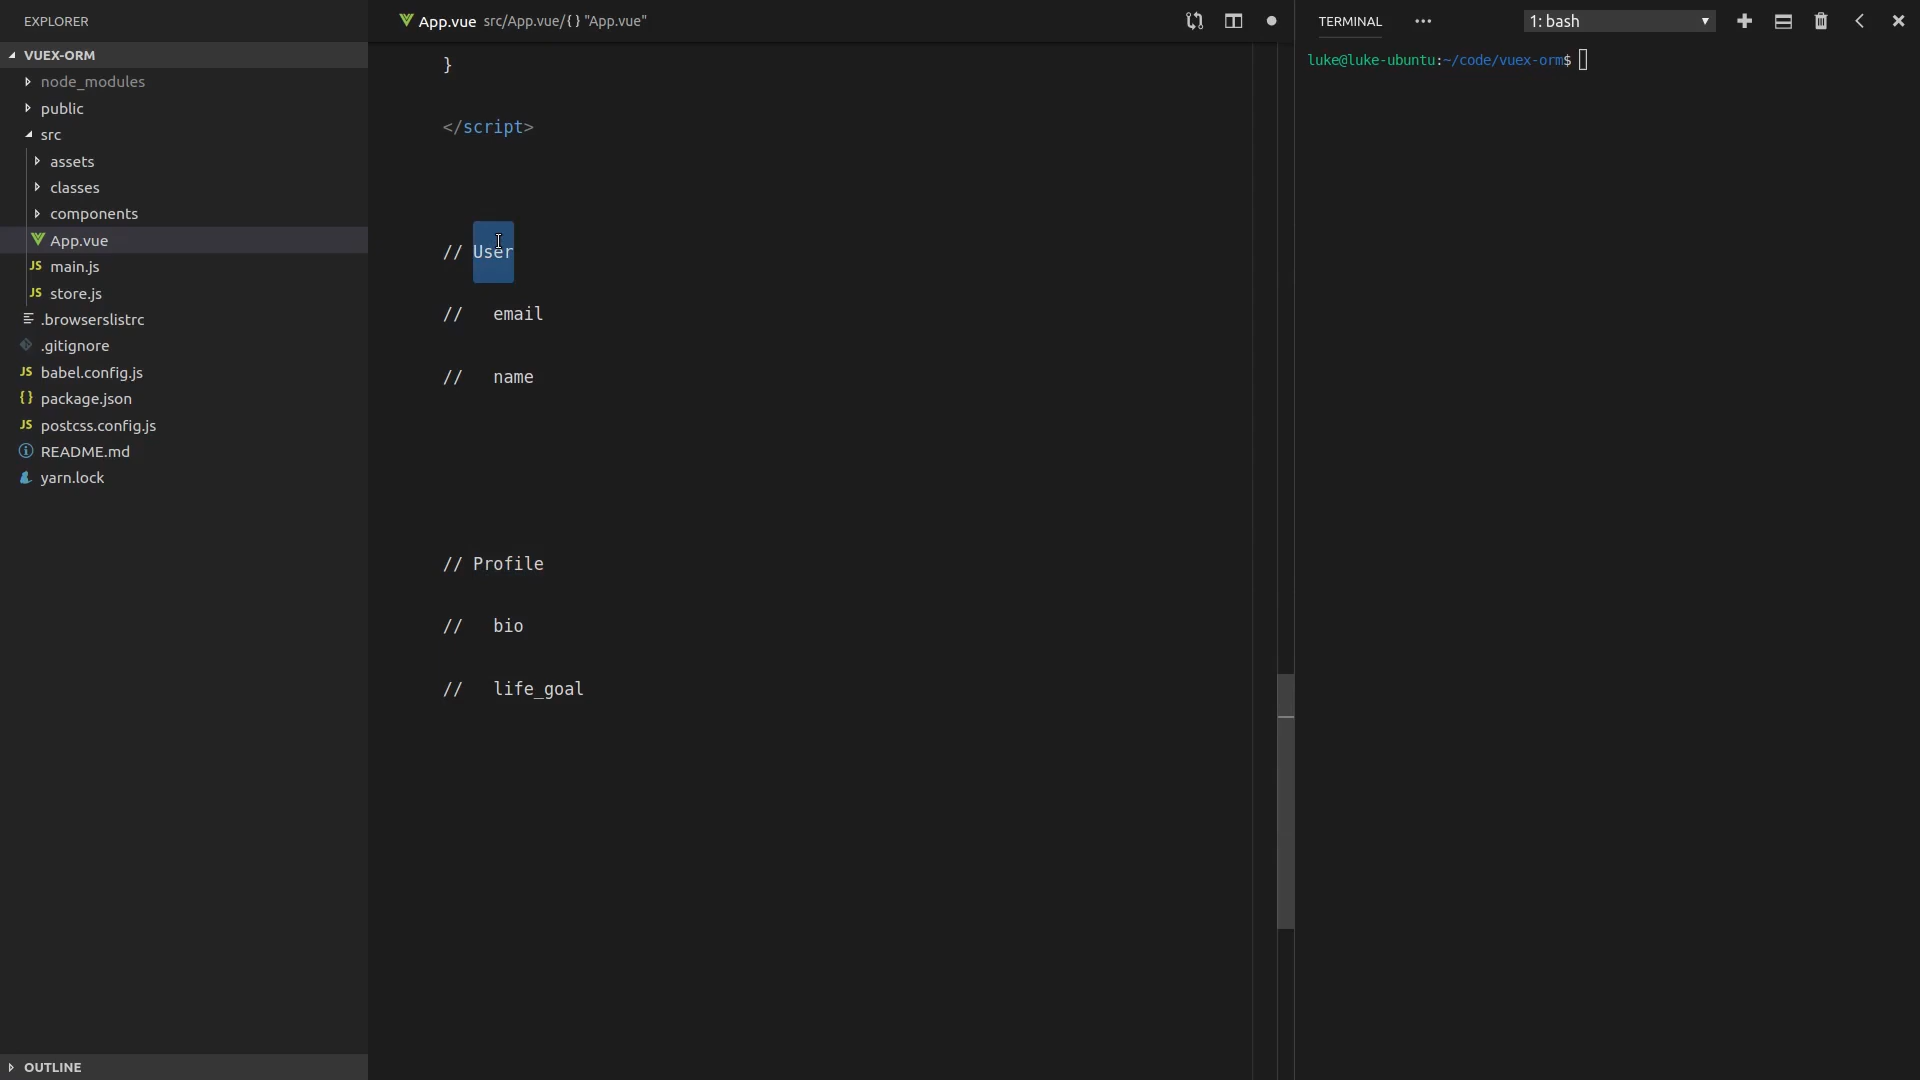 EXPLORER
VUEX-ORM
node_modules
public
src
assets
classes
components
App.vue
main.js
store.js
.browserslistrc
.gitignore
babel.config.js
package.json
postcss.config.js
README.md
yarn.lock
OUTLINE
App.vue src/App.vue/{ } "App.vue"
}
</script>
// User
//   email
//   name
// Profile
//   bio
//   life_goal
TERMINAL
1: bash
luke@luke-ubuntu:~/code/vuex-orm$